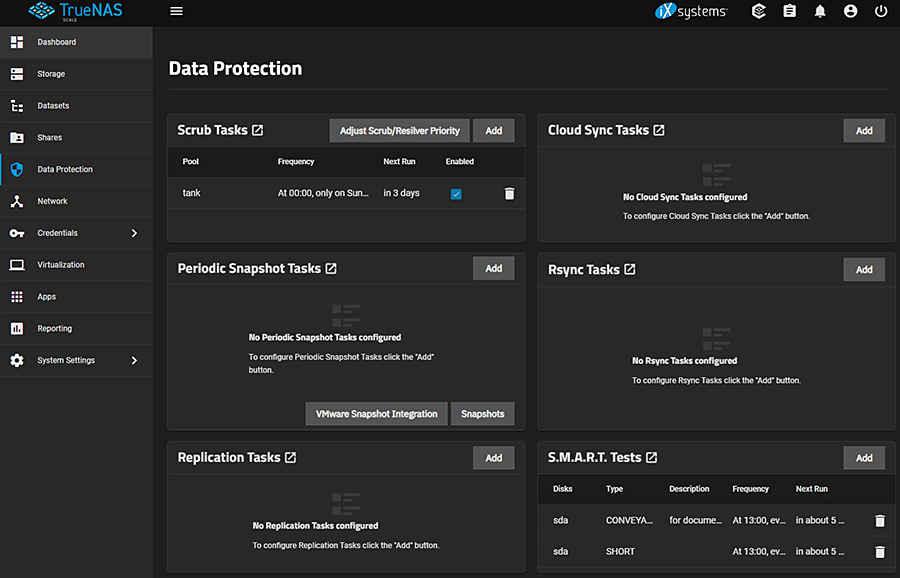 TrueNAS
SCALE
iX systems
Dashboard
Storage
Datasets
Shares
Data Protection
Network
Credentials
Virtualization
Apps
Reporting
System Settings
Data Protection
Scrub Tasks
Adjust Scrub/Resilver Priority
Add
Pool Frequency Next Run Enabled
tank At 00:00, only on Sun... in 3 days
Cloud Sync Tasks
Add
No Cloud Sync Tasks configured
To configure Cloud Sync Tasks click the "Add" button.
Periodic Snapshot Tasks
Add
No Periodic Snapshot Tasks configured
To configure Periodic Snapshot Tasks click the "Add"
button.
VMware Snapshot Integration
Snapshots
Rsync Tasks
Add
No Rsync Tasks configured
To configure Rsync Tasks click the "Add" button.
Replication Tasks
Add
No Replication Tasks configured
To configure Replication Tasks click the "Add" button.
S.M.A.R.T. Tests
Add
Disks Type Description Frequency Next Run
sda CONVEYA... for docume... At 13:00, ev... in about 5 ...
sda SHORT At 13:00, ev... in about 5 ...